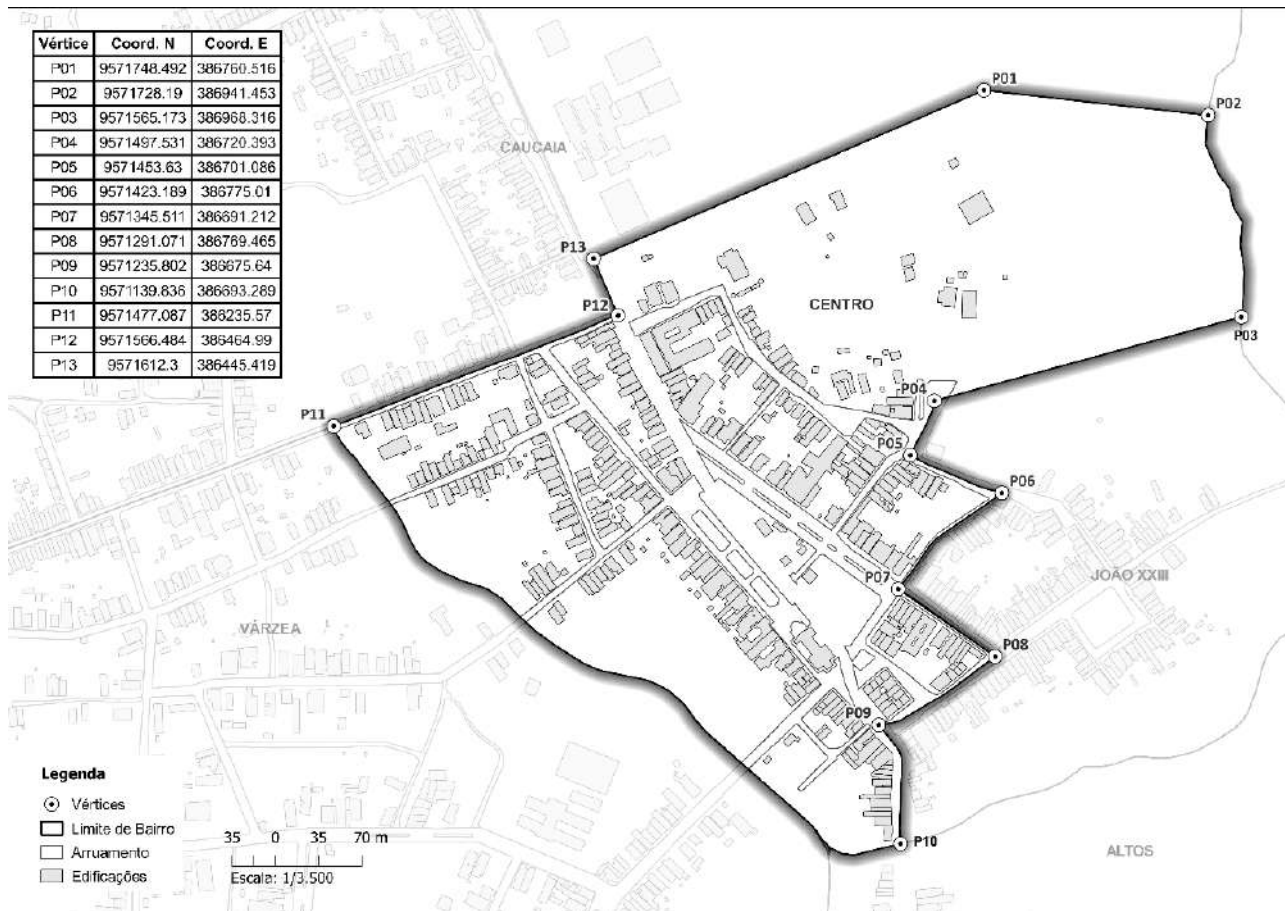 Vértice Coord. N Coord. E
P01 9571748.492 386760.516
P02 9571728.19 386941.453
P03 9571565.173 386968.316
P04 9571497.531 386720.393
P05 9571453.63 386701.086
P06 9571423.189 386775.01
P07 9571345.511 386691.212
P08 9571291.071 386769.465
P09 9571235.802 386675.64
P10 9571139.836 386693.289
P11 9571477.087 386235.57
P12 9571566.484 386464.99
P13 9571612.3 386445.419
P01
P02
CAUCAIA
P13
CENTRO
P12
P03
P04
P11
P05
P06
JOÃO XXIII
P07
VÁRZEA
P08
P09
Legenda
Vértices
Limite de Bairro
Arruamento
Edificações
35 0 35 70 m
Escala: 1/3.500
P10
ALTOS